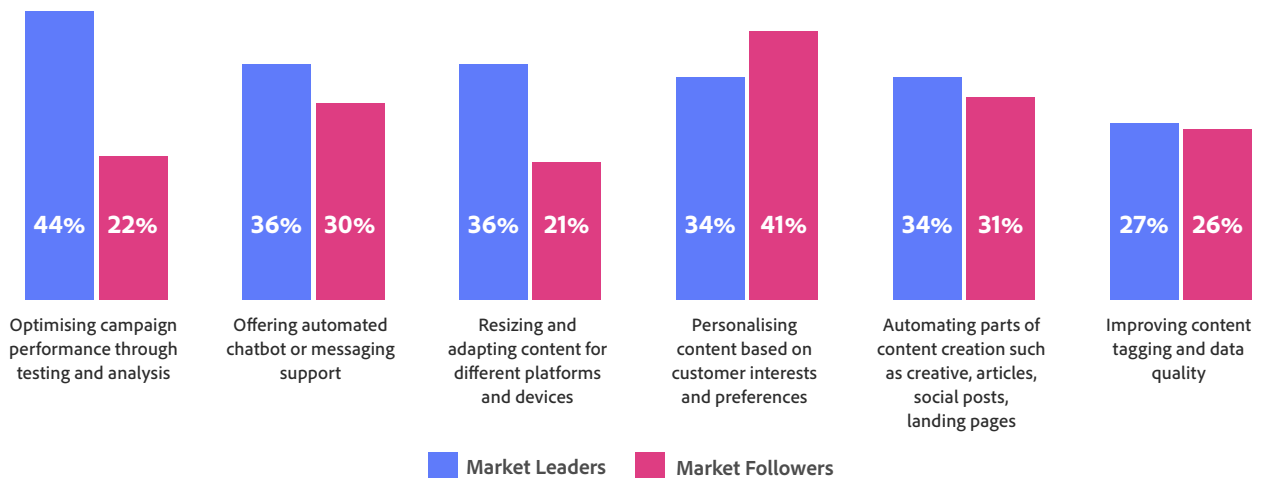 44%
22%
36%
30%
36%
21%
34%
41%
34%
31%
27%
26%
Optimising campaign
performance through
testing and analysis
Offering automated
chatbot or messaging
support
Resizing and
adapting content for
different platforms
and devices
Personalising
content based on
customer interests
and preferences
Automating parts of
content creation such
as creative, articles,
social posts,
landing pages
Improving content
tagging and data
quality
Market Leaders
Market Followers